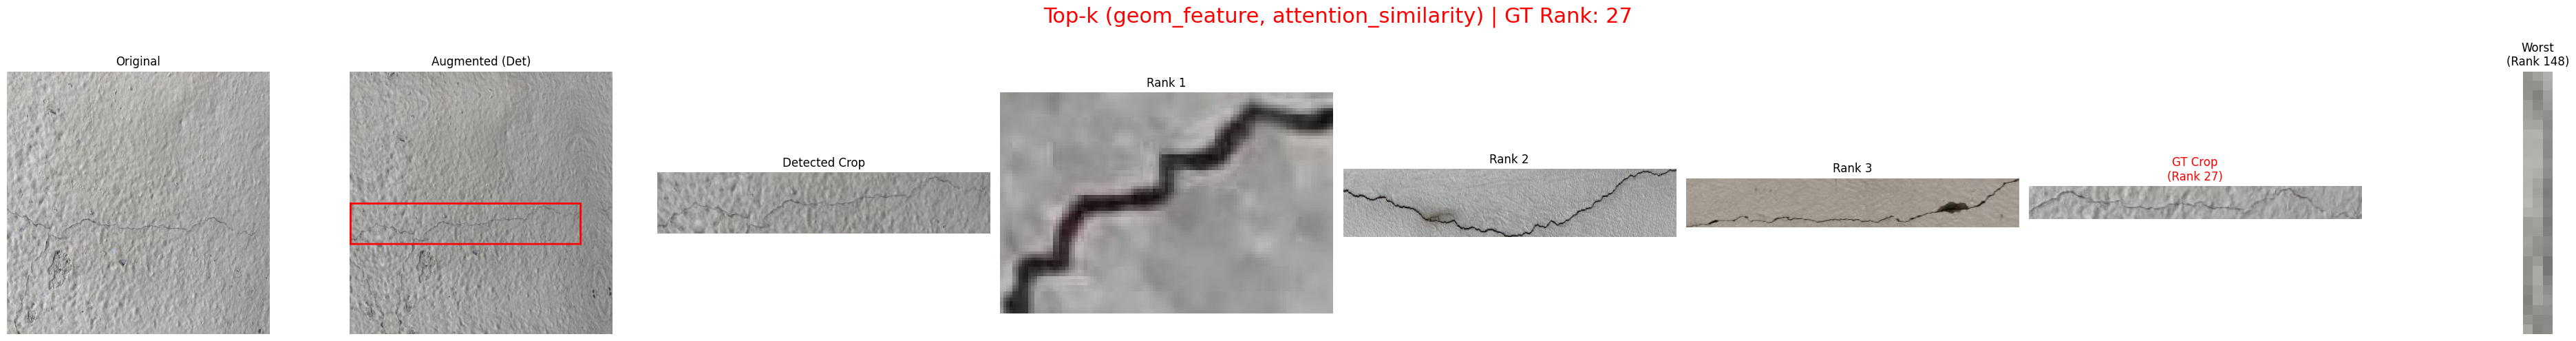 Top-k (geom_feature, attention_similarity) | GT Rank: 27
Original
Augmented (Det)
Detected Crop
Rank 1
Rank 2
Rank 3
GT Crop
(Rank 27)
Worst
(Rank 148)